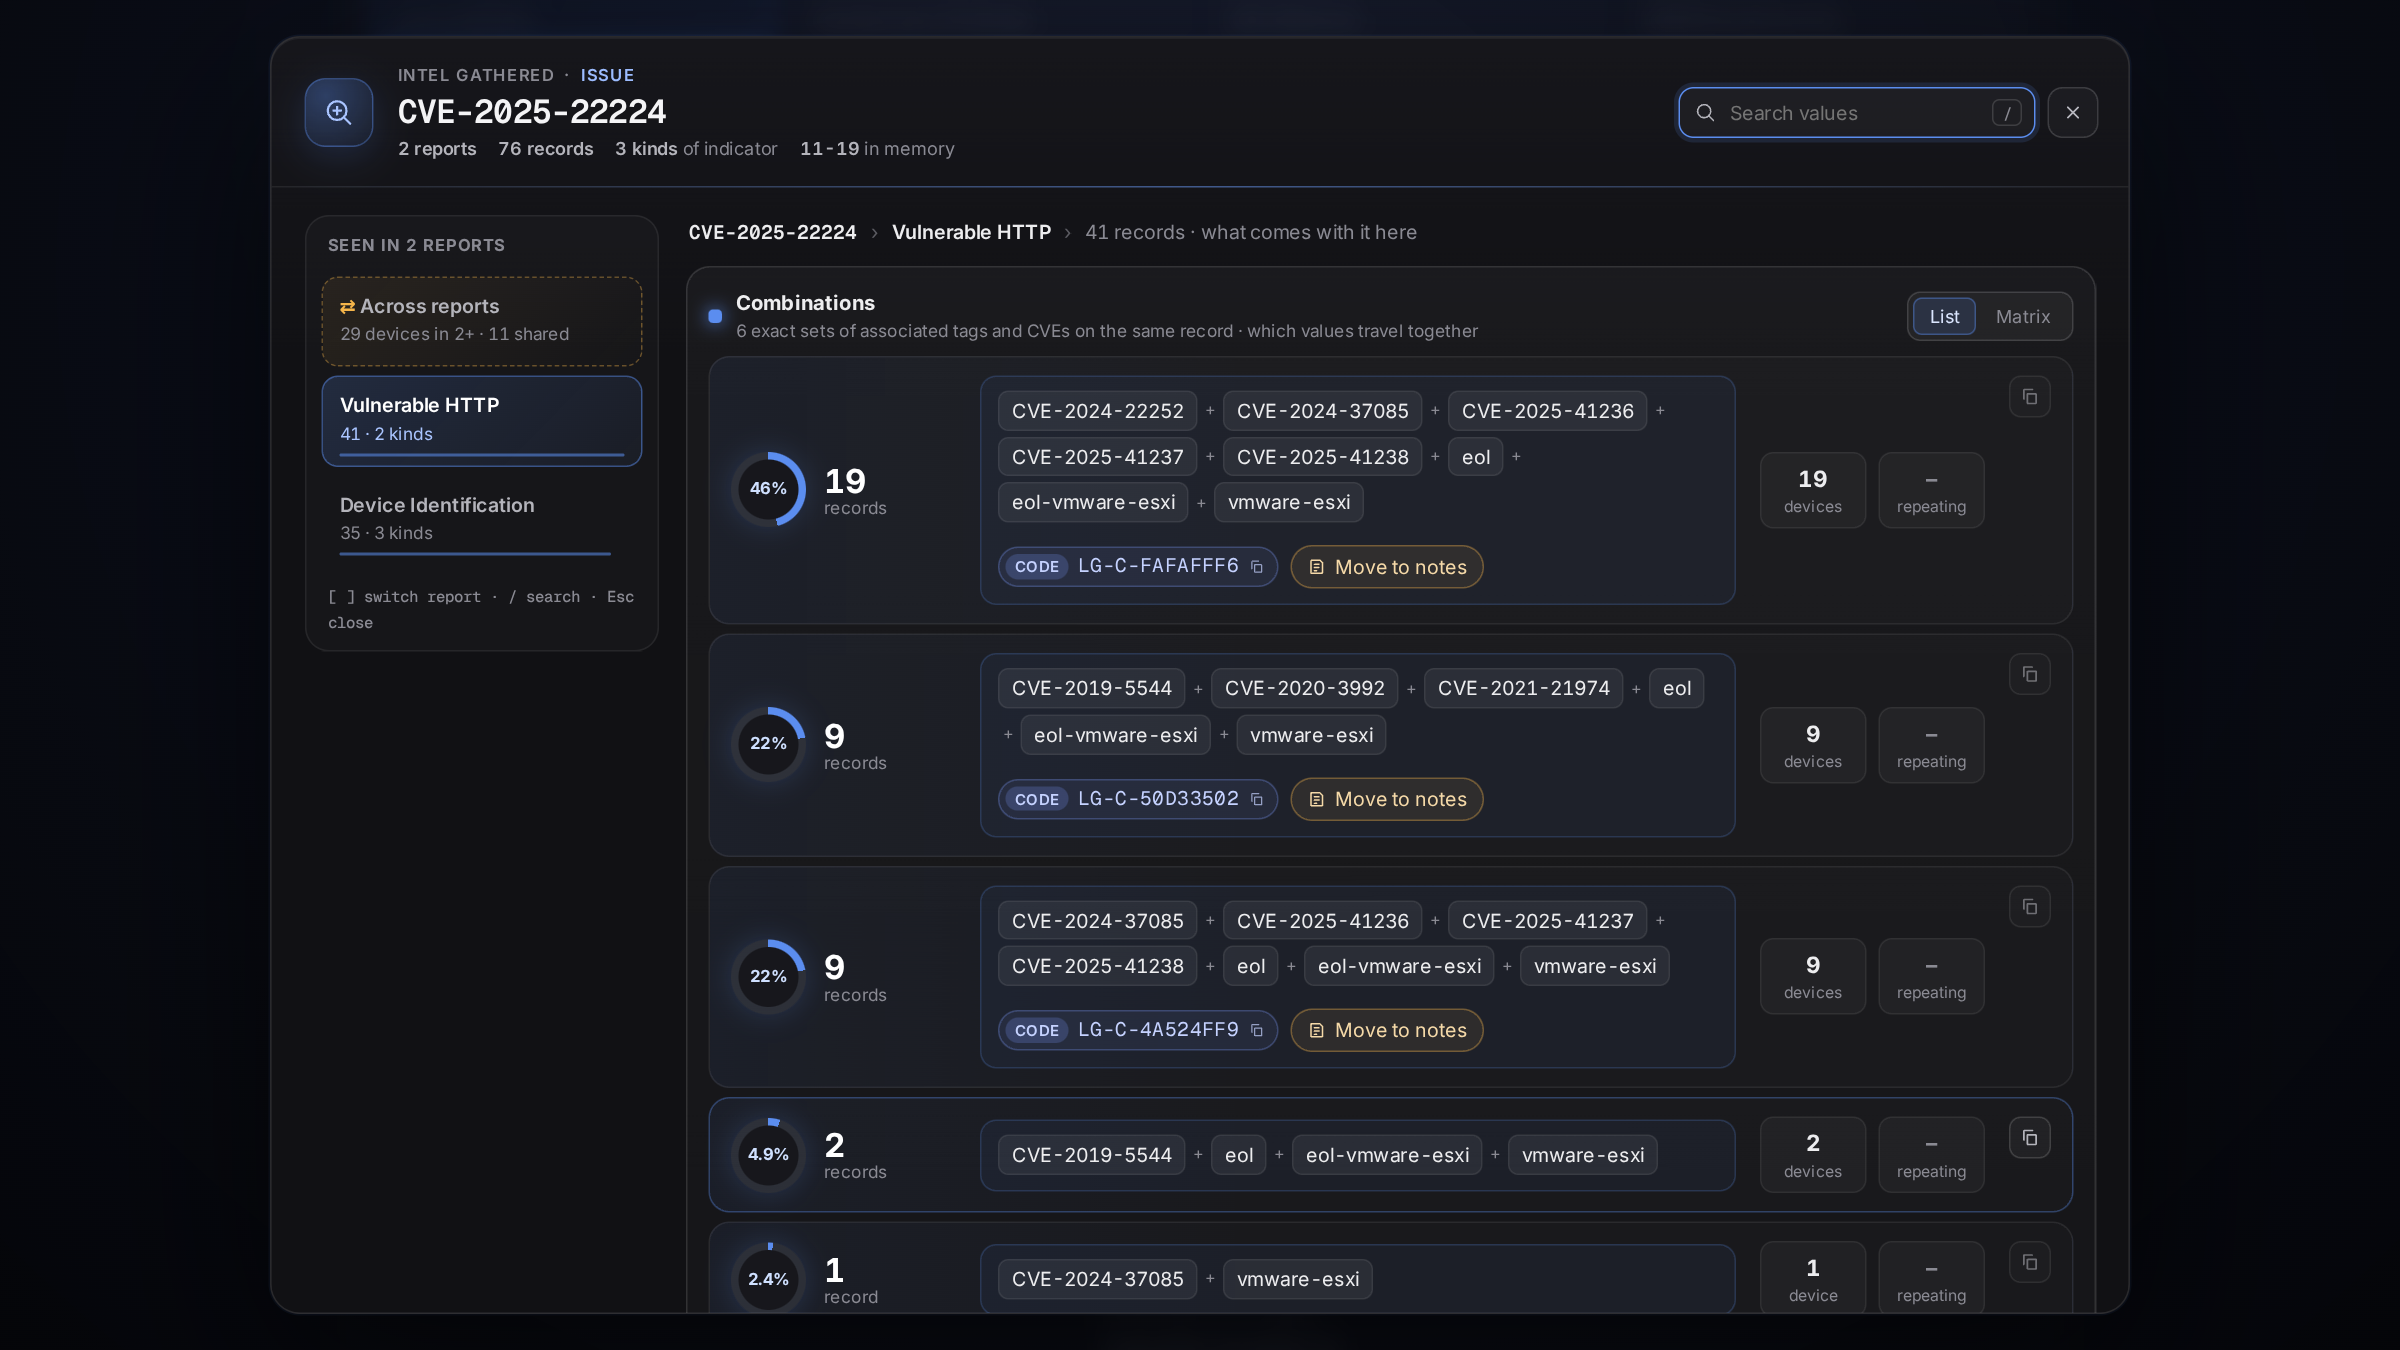 INTEL GATHERED · ISSUE
CVE-2025-22224
2 reports 76 records 3 kinds of indicator 11-19 in memory
Search values /
SEEN IN 2 REPORTS
⇄ Across reports
29 devices in 2+ · 11 shared
Vulnerable HTTP
41 · 2 kinds
Device Identification
35 · 3 kinds
[ ] switch report · / search · Esc
close
CVE-2025-22224 › Vulnerable HTTP › 41 records · what comes with it here
Combinations
6 exact sets of associated tags and CVEs on the same record · which values travel together
List Matrix
46%
19
records
CVE-2024-22252 + CVE-2024-37085 + CVE-2025-41236 +
CVE-2025-41237 + CVE-2025-41238 + eol +
eol-vmware-esxi + vmware-esxi
CODE LG-C-FAFAFFF6
Move to notes
19
devices
–
repeating
22%
9
records
CVE-2019-5544 + CVE-2020-3992 + CVE-2021-21974 + eol
+ eol-vmware-esxi + vmware-esxi
CODE LG-C-50D33502
Move to notes
9
devices
–
repeating
22%
9
records
CVE-2024-37085 + CVE-2025-41236 + CVE-2025-41237 +
CVE-2025-41238 + eol + eol-vmware-esxi + vmware-esxi
CODE LG-C-4A524FF9
Move to notes
9
devices
–
repeating
4.9%
2
records
CVE-2019-5544 + eol + eol-vmware-esxi + vmware-esxi
2
devices
–
repeating
2.4%
1
record
CVE-2024-37085 + vmware-esxi
1
device
–
repeating